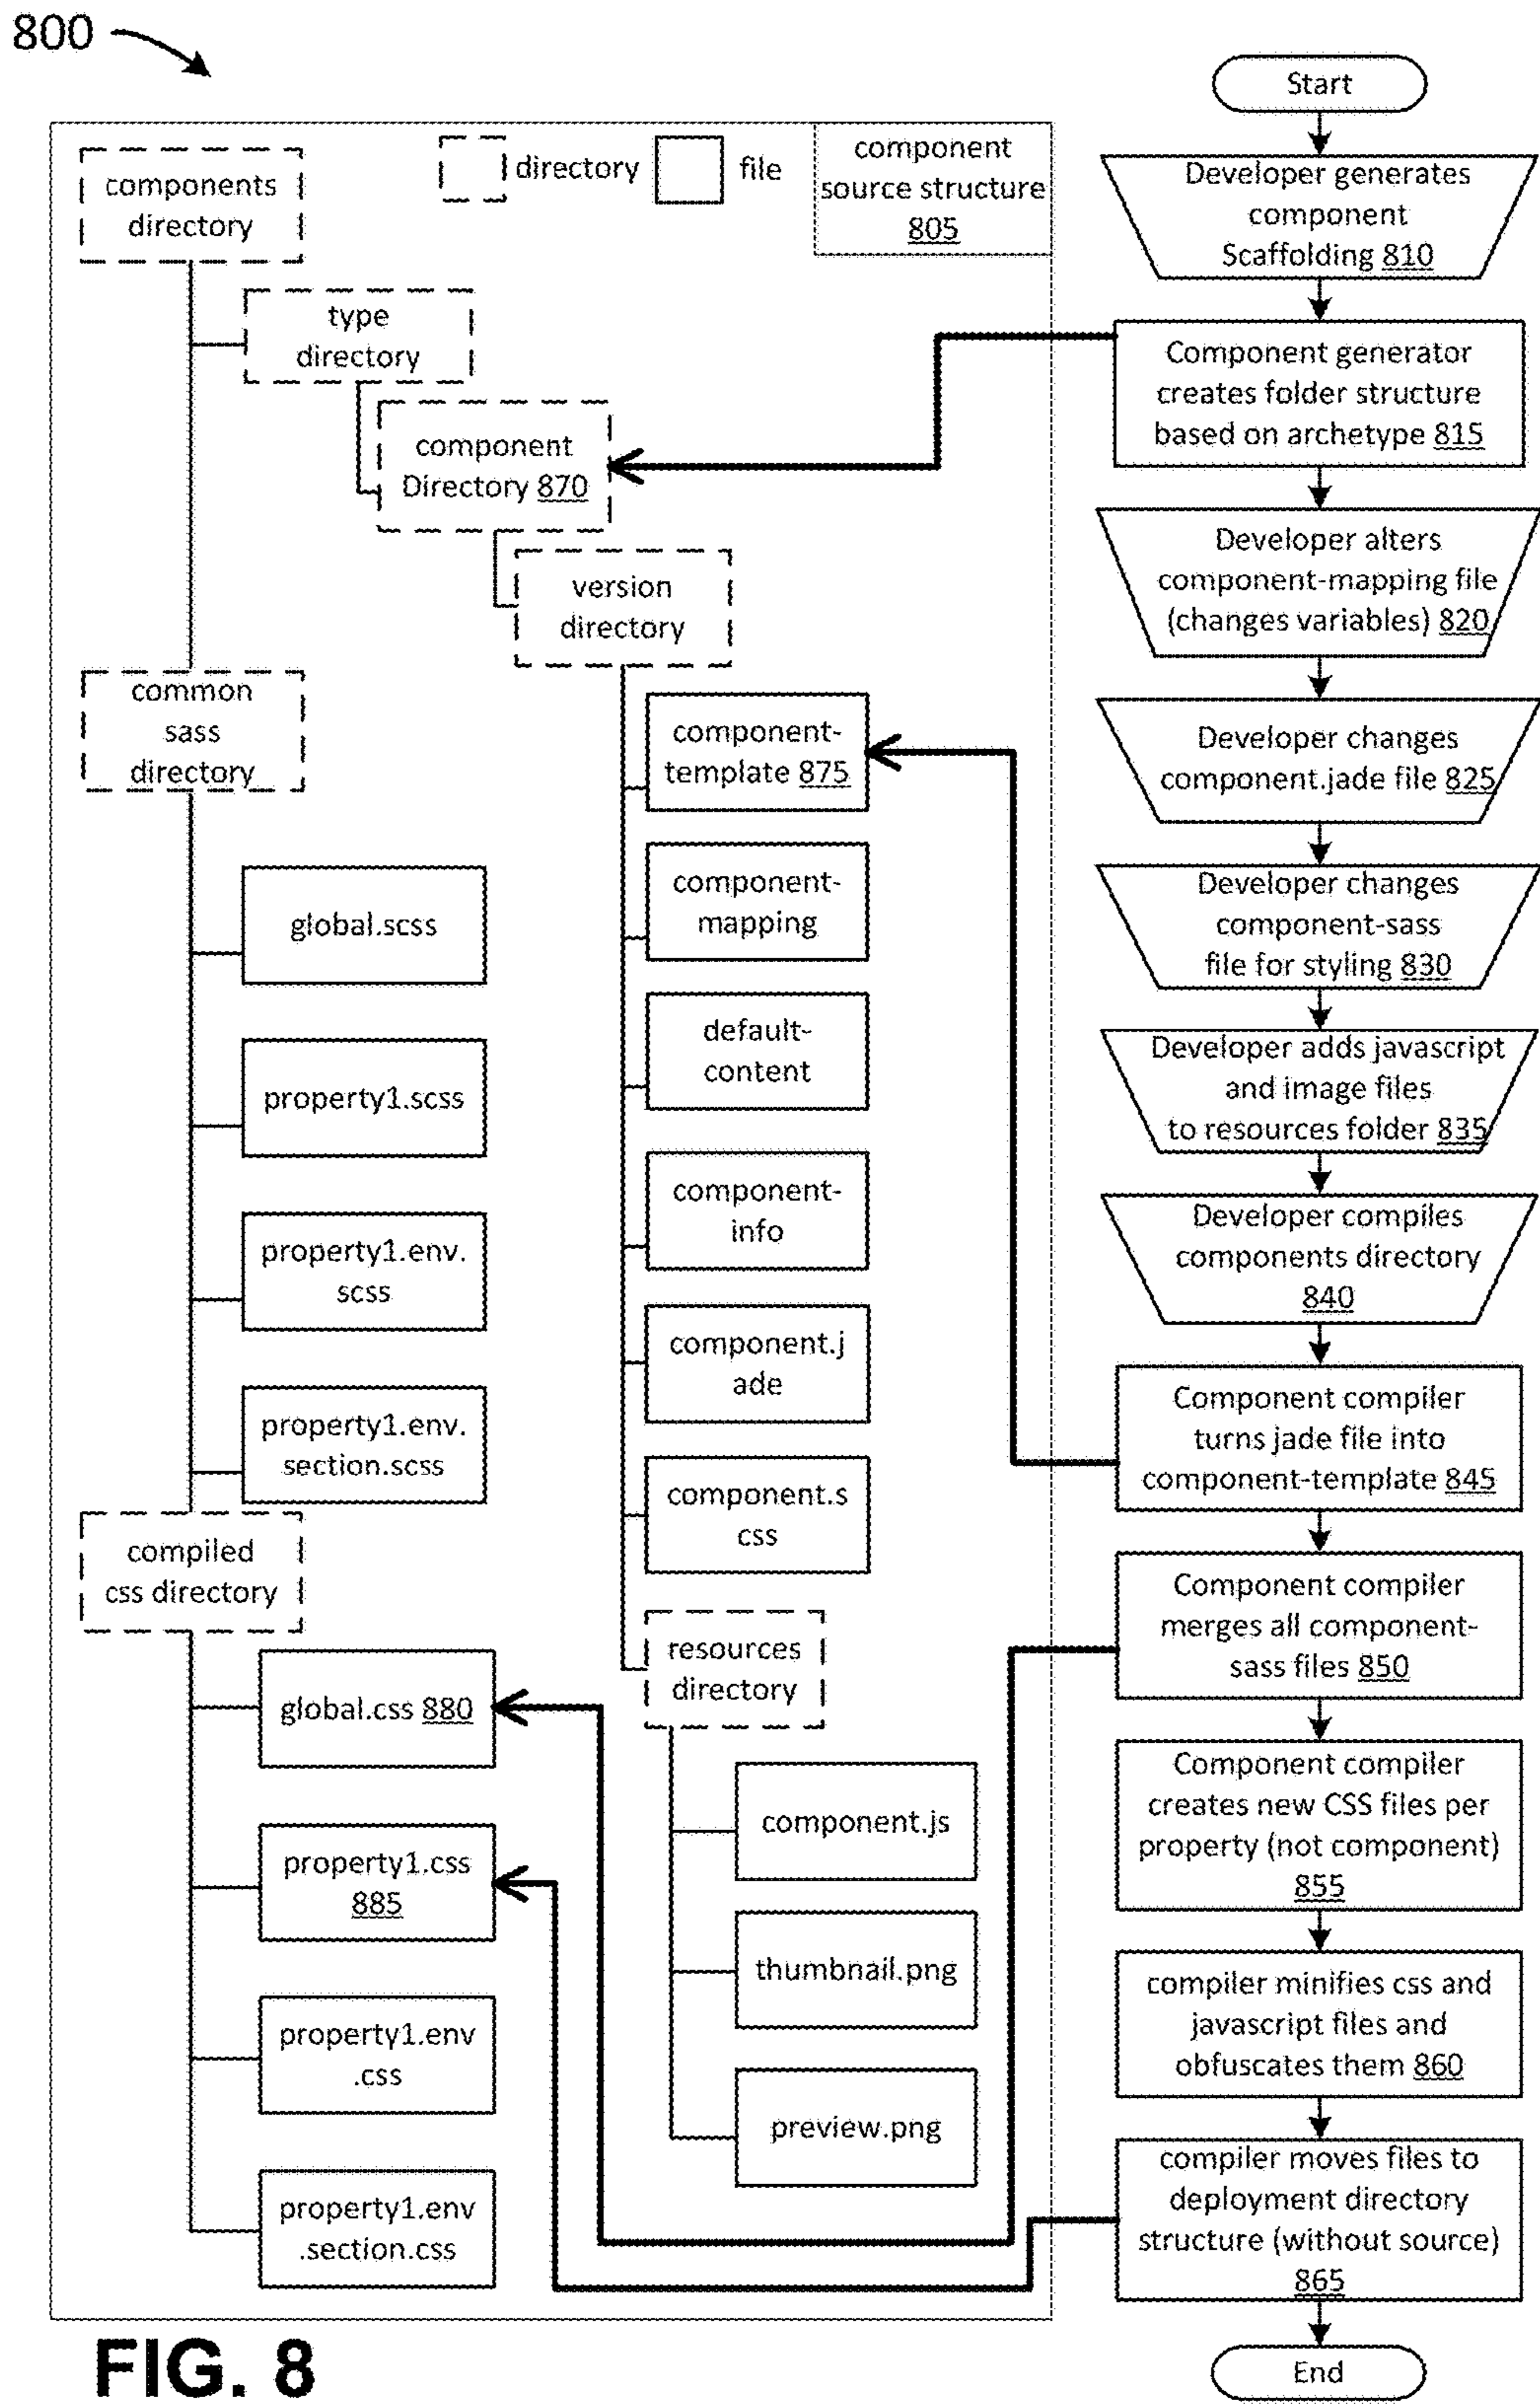 800
directory
file
component
source structure
805
components
directory
type
directory
component
Directory 870
version
directory
common
sass
directory
component-
template 875
component-
mapping
default-
content
component-
info
component.j
ade
component.s
css
resources
directory
component.js
thumbnail.png
preview.png
global.scss
property1.scss
property1.env.
scss
property1.env.
section.scss
compiled
css directory
global.css 880
property1.css
885
property1.env
.css
property1.env
.section.css
Start
Developer generates
component
Scaffolding 810
Component generator
creates folder structure
based on archetype 815
Developer alters
component-mapping file
(changes variables) 820
Developer changes
component.jade file 825
Developer changes
component-sass
file for styling 830
Developer adds javascript
and image files
to resources folder 835
Developer compiles
components directory
840
Component compiler
turns jade file into
component-template 845
Component compiler
merges all component-
sass files 850
Component compiler
creates new CSS files per
property (not component)
855
compiler minifies css and
javascript files and
obfuscates them 860
compiler moves files to
deployment directory
structure (without source)
865
End
FIG. 8